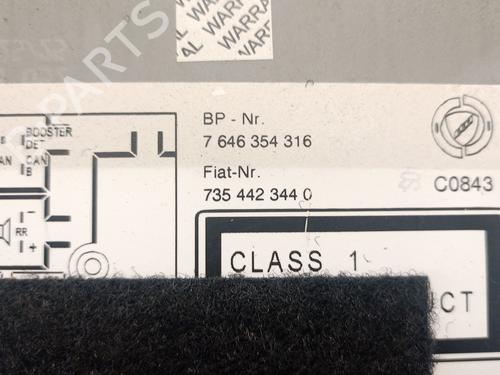 WARRA
BP - Nr.
7 646 354 316
Fiat-Nr.
735 442 344 0
C0843
BOOSTER
DET
AN
CAN
B
RR
CLASS 1
CT